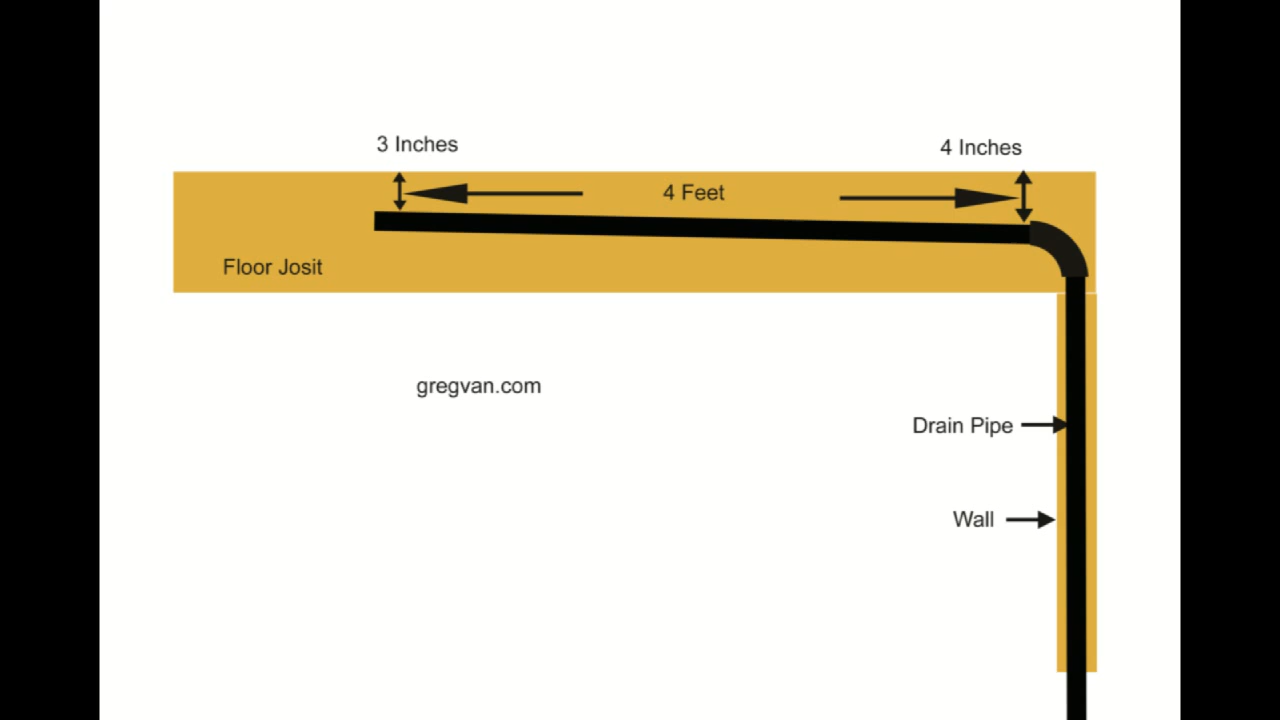 3 Inches
4 Inches
4 Feet
Floor Josit
gregvan.com
Drain Pipe
Wall